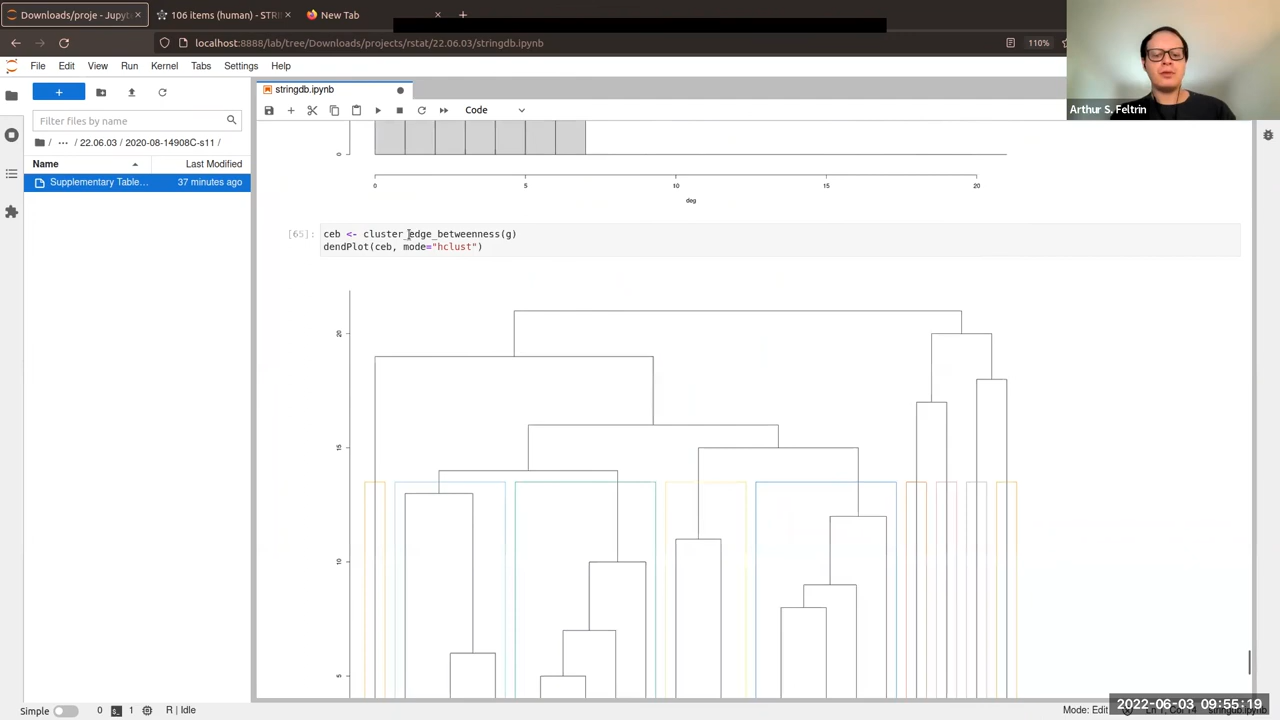 Downloads/proje - Jupyt
106 items (human) - STRI
New Tab
localhost:8888/lab/tree/Downloads/projects/rstat/22.06.03/stringdb.ipynb
110%
File Edit View Run Kernel Tabs Settings Help
Filter files by name
/ ... / 22.06.03 / 2020-08-14908C-s11 /
Name
Last Modified
Supplementary Table...
37 minutes ago
stringdb.ipynb
Code
Arthur S. Feltrin
0
0
5
10
15
20
deg
[65]:
ceb <- cluster_edge_betweenness(g)
dendPlot(ceb, mode="hclust")
20
15
10
5
Simple
0
1
R | Idle
Mode: Edit
2022-06-03 09:55:19